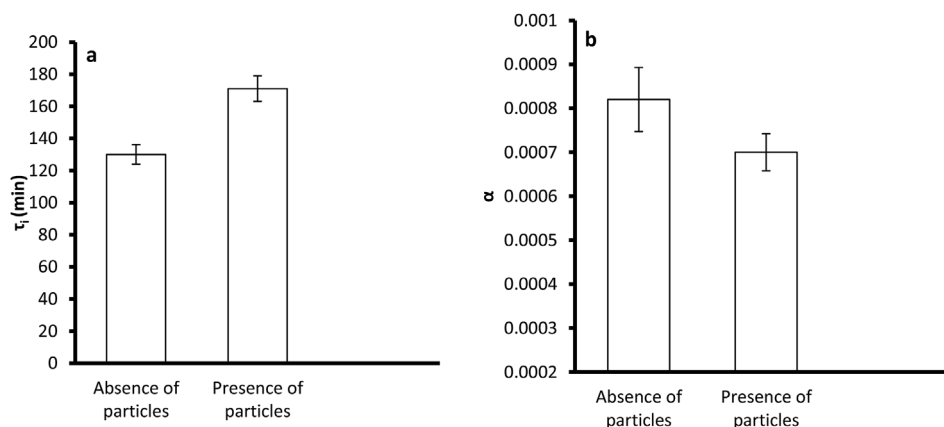 a
200
180
160
140
120
100
80
60
40
20
0
τi (min)
Absence of
particles
Presence of
particles
b
0.001
0.0009
0.0008
0.0007
0.0006
0.0005
0.0004
0.0003
0.0002
α
Absence of
particles
Presence of
particles